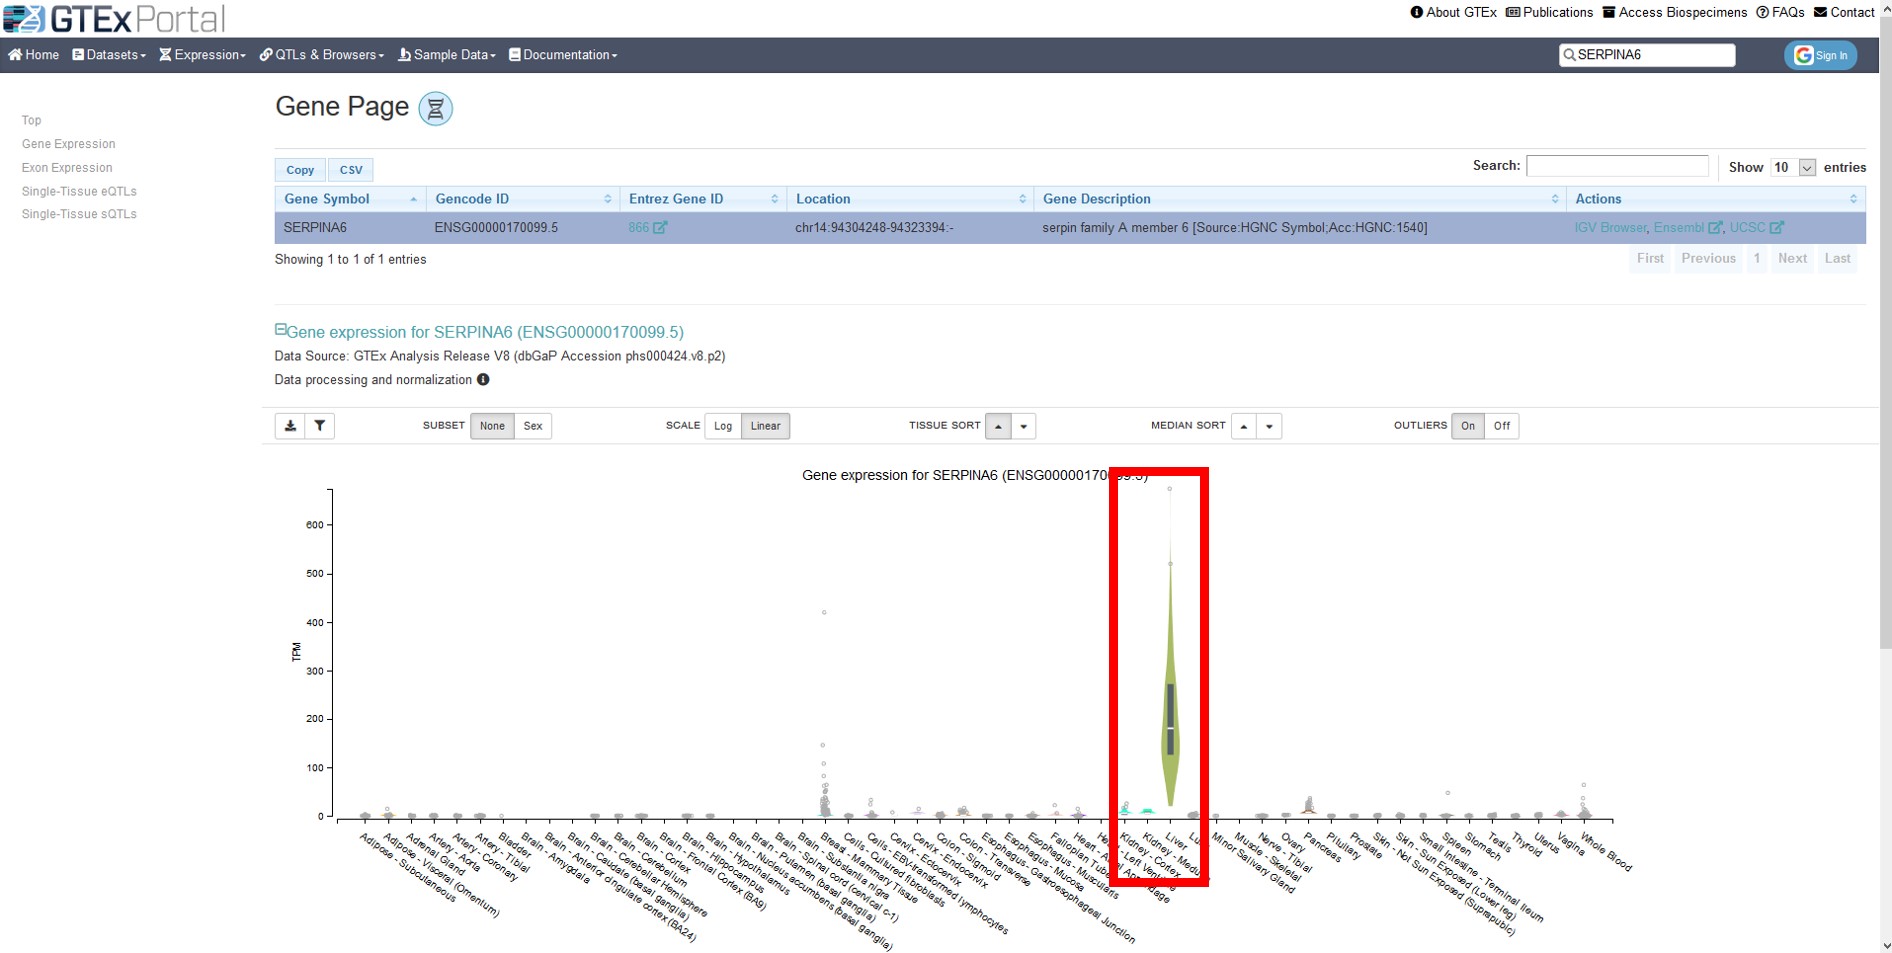 GTEx Portal
About GTEx Publications Access Biospecimens FAQs Contact
Home Datasets Expression QTLs & Browsers Sample Data Documentation SERPINA6 Sign In
Top
Gene Expression
Exon Expression
Single-Tissue eQTLs
Single-Tissue sQTLs
Gene Page
Copy CSV Search: Show 10 entries
Gene Symbol Gencode ID Entrez Gene ID Location Gene Description Actions
SERPINA6 ENSG00000170099.5 866 chr14:94304248-94323394:- serpin family A member 6 [Source:HGNC Symbol;Acc:HGNC:1540] IGV Browser, Ensembl, UCSC
Showing 1 to 1 of 1 entries First Previous 1 Next Last
Gene expression for SERPINA6 (ENSG00000170099.5)
Data Source: GTEx Analysis Release V8 (dbGaP Accession phs000424.v8.p2)
Data processing and normalization
SUBSET None Sex SCALE Log Linear TISSUE SORT MEDIAN SORT OUTLIERS On Off
Gene expression for SERPINA6 (ENSG00000170099.5)
TPM
600
500
400
300
200
100
0
Adipose - Subcutaneous
Adipose - Visceral (Omentum)
Adrenal Gland
Artery - Aorta
Artery - Coronary
Artery - Tibial
Bladder
Brain - Amygdala
Brain - Anterior cingulate cortex (BA24)
Brain - Caudate (basal ganglia)
Brain - Cerebellar Hemisphere
Brain - Cerebellum
Brain - Cortex
Brain - Frontal Cortex (BA9)
Brain - Hippocampus
Brain - Hypothalamus
Brain - Nucleus accumbens (basal ganglia)
Brain - Putamen (basal ganglia)
Brain - Spinal cord (cervical c-1)
Brain - Substantia nigra
Breast - Mammary Tissue
Cells - Cultured fibroblasts
Cells - EBV-transformed lymphocytes
Cervix - Ectocervix
Cervix - Endocervix
Colon - Sigmoid
Colon - Transverse
Esophagus - Gastroesophageal Junction
Esophagus - Mucosa
Esophagus - Muscularis
Fallopian Tube
Heart - Atrial Appendage
Heart - Left Ventricle
Kidney - Cortex
Kidney - Medulla
Liver
Lu
Minor Salivary Gland
Muscle - Skeletal
Nerve - Tibial
Ovary
Pancreas
Pituitary
Prostate
Skin - Not Sun Exposed (Suprapubic)
Skin - Sun Exposed (Lower leg)
Small Intestine - Terminal Ileum
Spleen
Stomach
Testis
Thyroid
Uterus
Vagina
Whole Blood